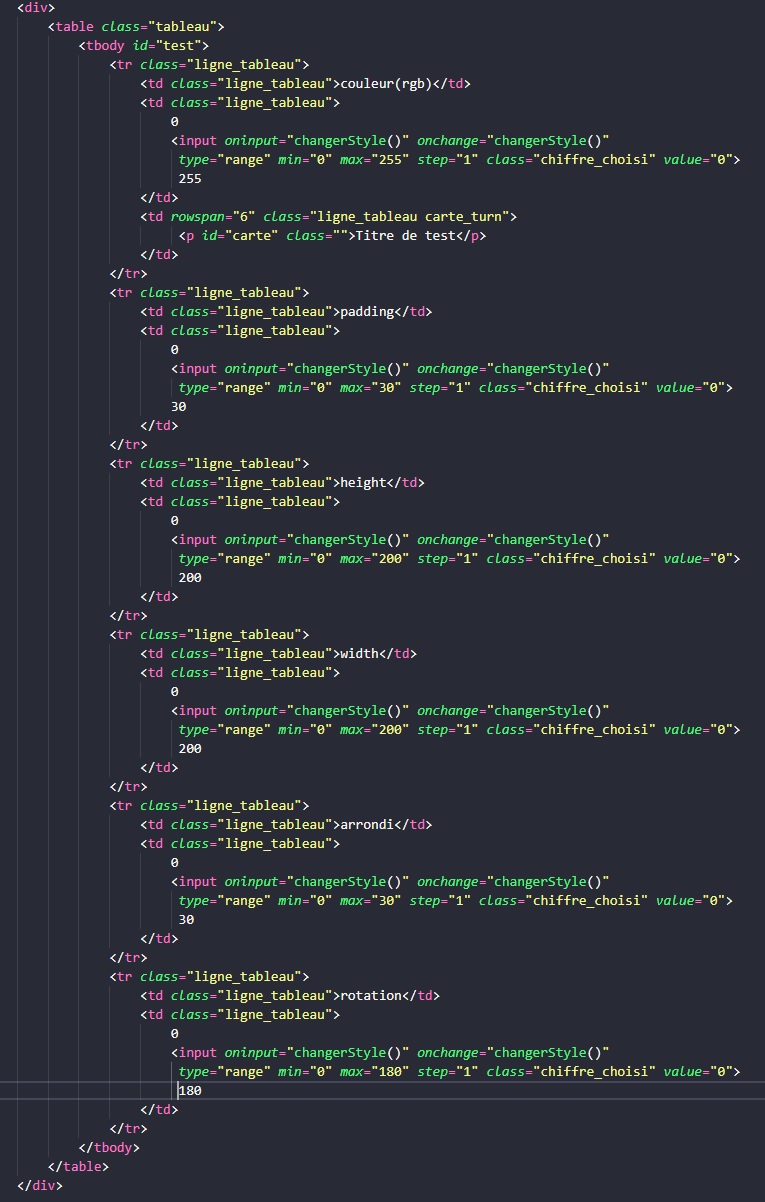 <div>
<table class="tableau">
<tbody id="test">
<tr class="ligne_tableau">
<td class="ligne_tableau">couleur(rgb)</td>
<td class="ligne_tableau">
0
<input oninput="changerStyle()" onchange="changerStyle()"
type="range" min="0" max="255" step="1" class="chiffre_choisi" value="0">
255
</td>
<td rowspan="6" class="ligne_tableau carte_turn">
<p id="carte" class="">Titre de test</p>
</td>
</tr>
<tr class="ligne_tableau">
<td class="ligne_tableau">padding</td>
<td class="ligne_tableau">
0
<input oninput="changerStyle()" onchange="changerStyle()"
type="range" min="0" max="30" step="1" class="chiffre_choisi" value="0">
30
</td>
</tr>
<tr class="ligne_tableau">
<td class="ligne_tableau">height</td>
<td class="ligne_tableau">
0
<input oninput="changerStyle()" onchange="changerStyle()"
type="range" min="0" max="200" step="1" class="chiffre_choisi" value="0">
200
</td>
</tr>
<tr class="ligne_tableau">
<td class="ligne_tableau">width</td>
<td class="ligne_tableau">
0
<input oninput="changerStyle()" onchange="changerStyle()"
type="range" min="0" max="200" step="1" class="chiffre_choisi" value="0">
200
</td>
</tr>
<tr class="ligne_tableau">
<td class="ligne_tableau">arrondi</td>
<td class="ligne_tableau">
0
<input oninput="changerStyle()" onchange="changerStyle()"
type="range" min="0" max="30" step="1" class="chiffre_choisi" value="0">
30
</td>
</tr>
<tr class="ligne_tableau">
<td class="ligne_tableau">rotation</td>
<td class="ligne_tableau">
0
<input oninput="changerStyle()" onchange="changerStyle()"
type="range" min="0" max="180" step="1" class="chiffre_choisi" value="0">
180
</td>
</tr>
</tbody>
</table>
</div>